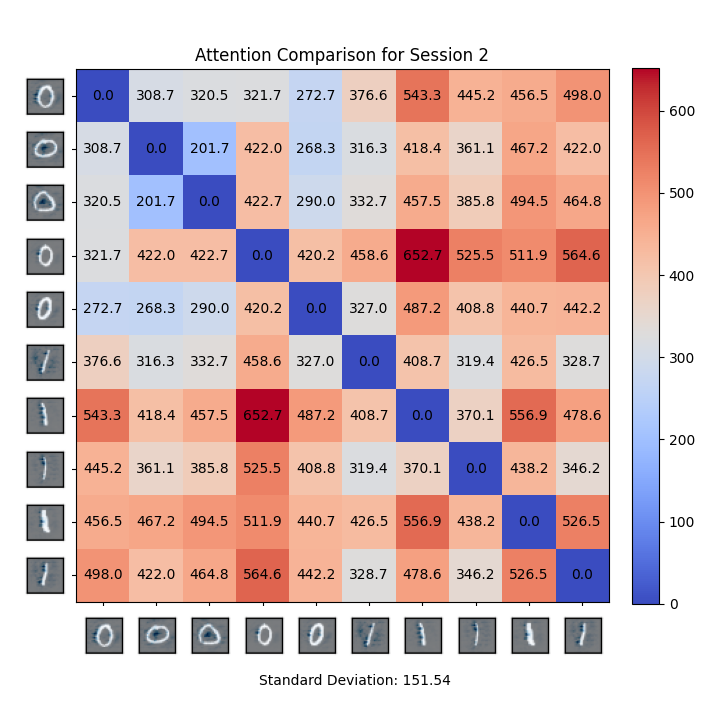 Attention Comparison for Session 2
0.0 308.7 320.5 321.7 272.7 376.6 543.3 445.2 456.5 498.0
308.7 0.0 201.7 422.0 268.3 316.3 418.4 361.1 467.2 422.0
320.5 201.7 0.0 422.7 290.0 332.7 457.5 385.8 494.5 464.8
321.7 422.0 422.7 0.0 420.2 458.6 652.7 525.5 511.9 564.6
272.7 268.3 290.0 420.2 0.0 327.0 487.2 408.8 440.7 442.2
376.6 316.3 332.7 458.6 327.0 0.0 408.7 319.4 426.5 328.7
543.3 418.4 457.5 652.7 487.2 408.7 0.0 370.1 556.9 478.6
445.2 361.1 385.8 525.5 408.8 319.4 370.1 0.0 438.2 346.2
456.5 467.2 494.5 511.9 440.7 426.5 556.9 438.2 0.0 526.5
498.0 422.0 464.8 564.6 442.2 328.7 478.6 346.2 526.5 0.0
600
500
400
300
200
100
0
Standard Deviation: 151.54